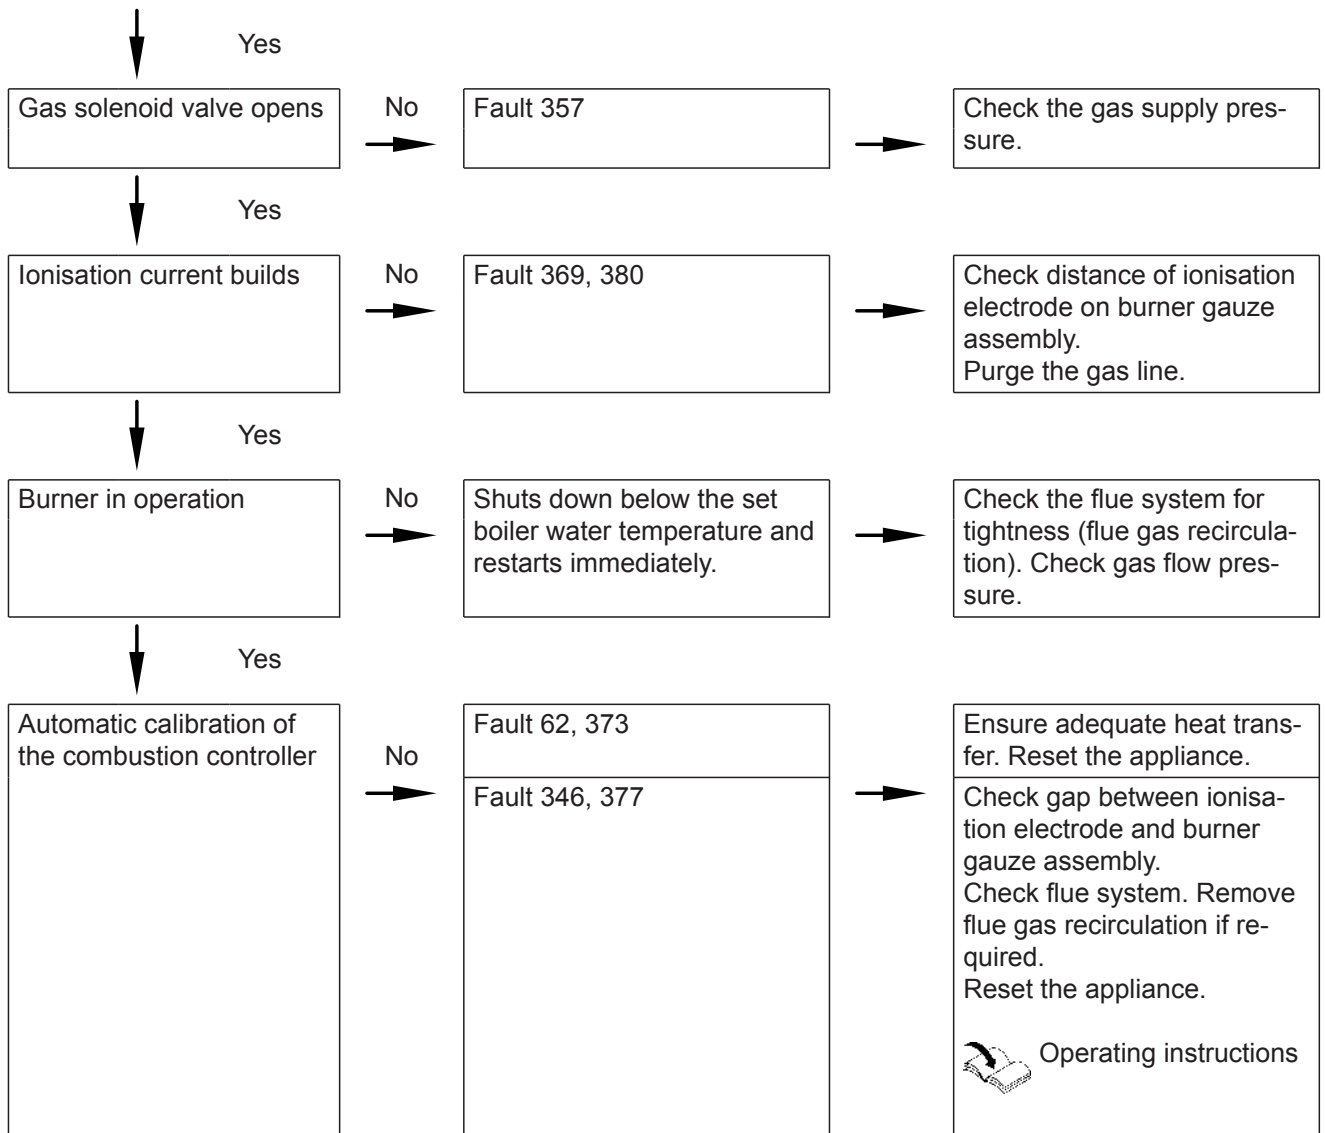 Yes
Gas solenoid valve opens
No
Fault 357
Check the gas supply pres-
sure.
Yes
Ionisation current builds
No
Fault 369, 380
Check distance of ionisation
electrode on burner gauze
assembly.
Purge the gas line.
Yes
Burner in operation
No
Shuts down below the set
boiler water temperature and
restarts immediately.
Check the flue system for
tightness (flue gas recircula-
tion). Check gas flow pres-
sure.
Yes
Automatic calibration of
the combustion controller
No
Fault 62, 373
Ensure adequate heat trans-
fer. Reset the appliance.
Fault 346, 377
Check gap between ionisa-
tion electrode and burner
gauze assembly.
Check flue system. Remove
flue gas recirculation if re-
quired.
Reset the appliance.
Operating instructions